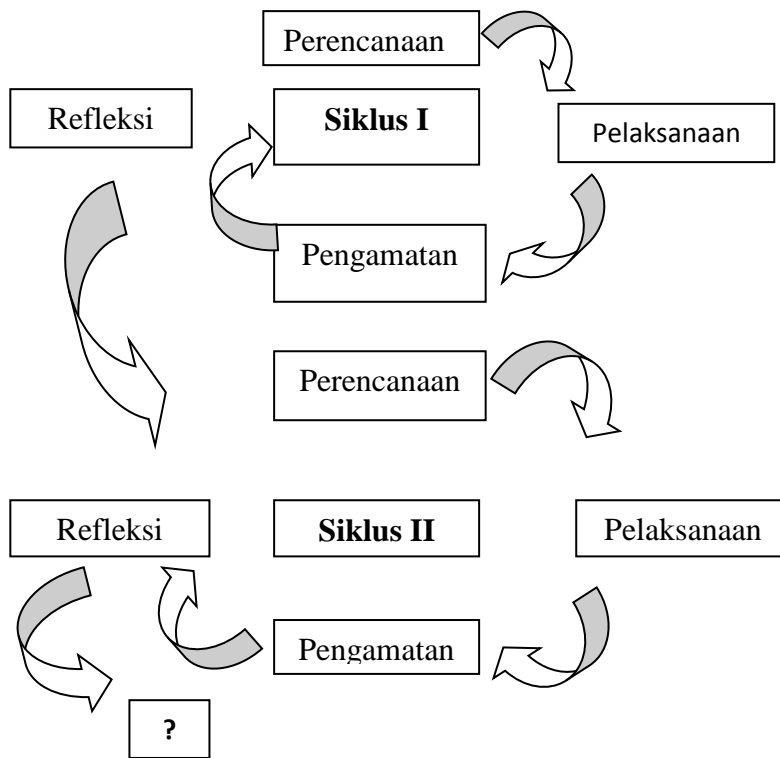 Perencanaan
Refleksi
Siklus I
Pelaksanaan
Pengamatan
Perencanaan
Refleksi
Siklus II
Pelaksanaan
Pengamatan
?